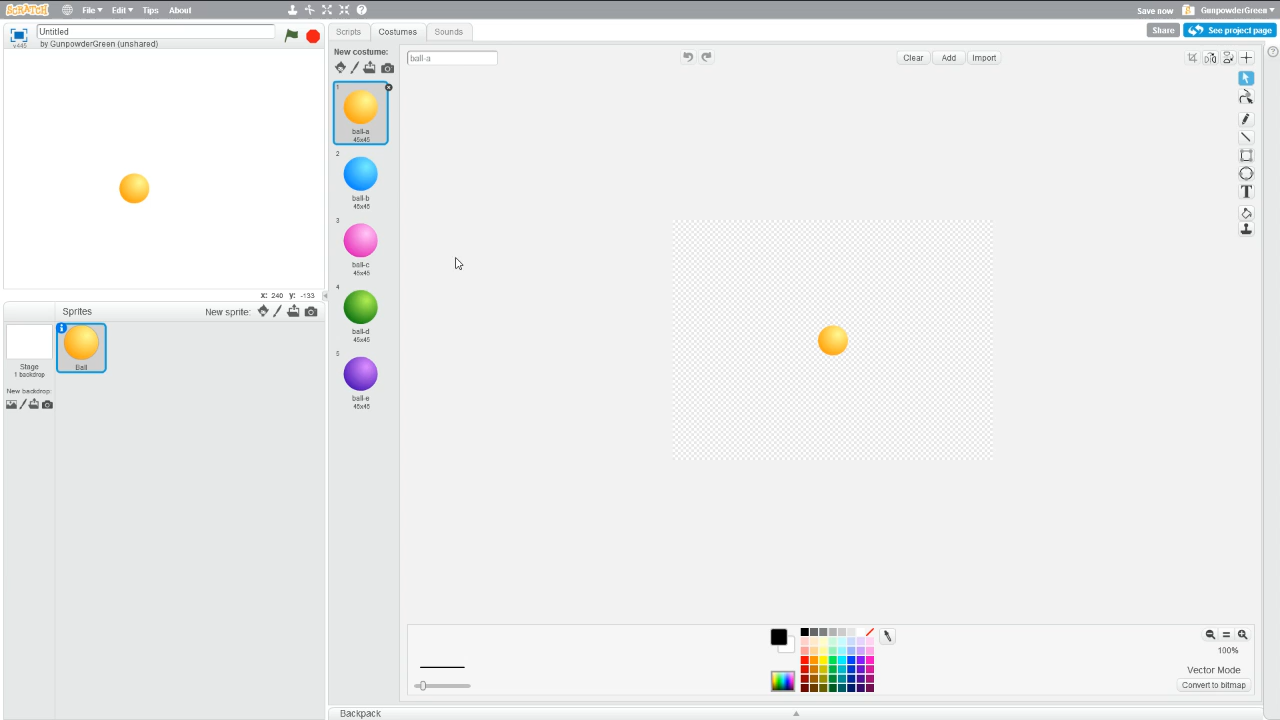 SCRATCH File Edit Tips About Save now GunpowderGreen
v445 Untitled Scripts Costumes Sounds Share See project page
by GunpowderGreen (unshared)
New costume: ball-a Clear Add Import
1
ball-a
45x45
2
ball-b
45x45
3
ball-c
45x45
4
ball-d
45x45
5
ball-e
45x45
T
X: 240 y: -133
Sprites New sprite:
Stage
1 backdrop
Ball
New backdrop:
100%
Vector Mode
Convert to bitmap
Backpack